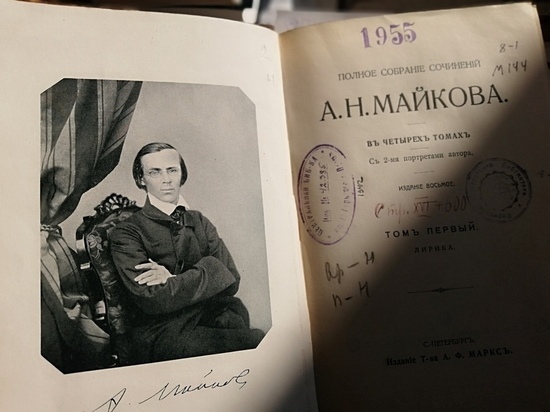 А. Майков
1955
8-1
М 144
ПОЛНОЕ СОБРАНІЕ СОЧИНЕНІЙ
А. Н. МАЙКОВА.
ВЪ ЧЕТЫРЕХЪ ТОМАХЪ
Съ 2-мя портретами автора.
ИЗДАНІЕ ВОСЬМОЕ.
ТОМЪ ПЕРВЫЙ.
ЛИРИКА.
С.-ПЕТЕРБУРГЪ.
Изданіе Т-ва А. Ф. МАРКСЪ.